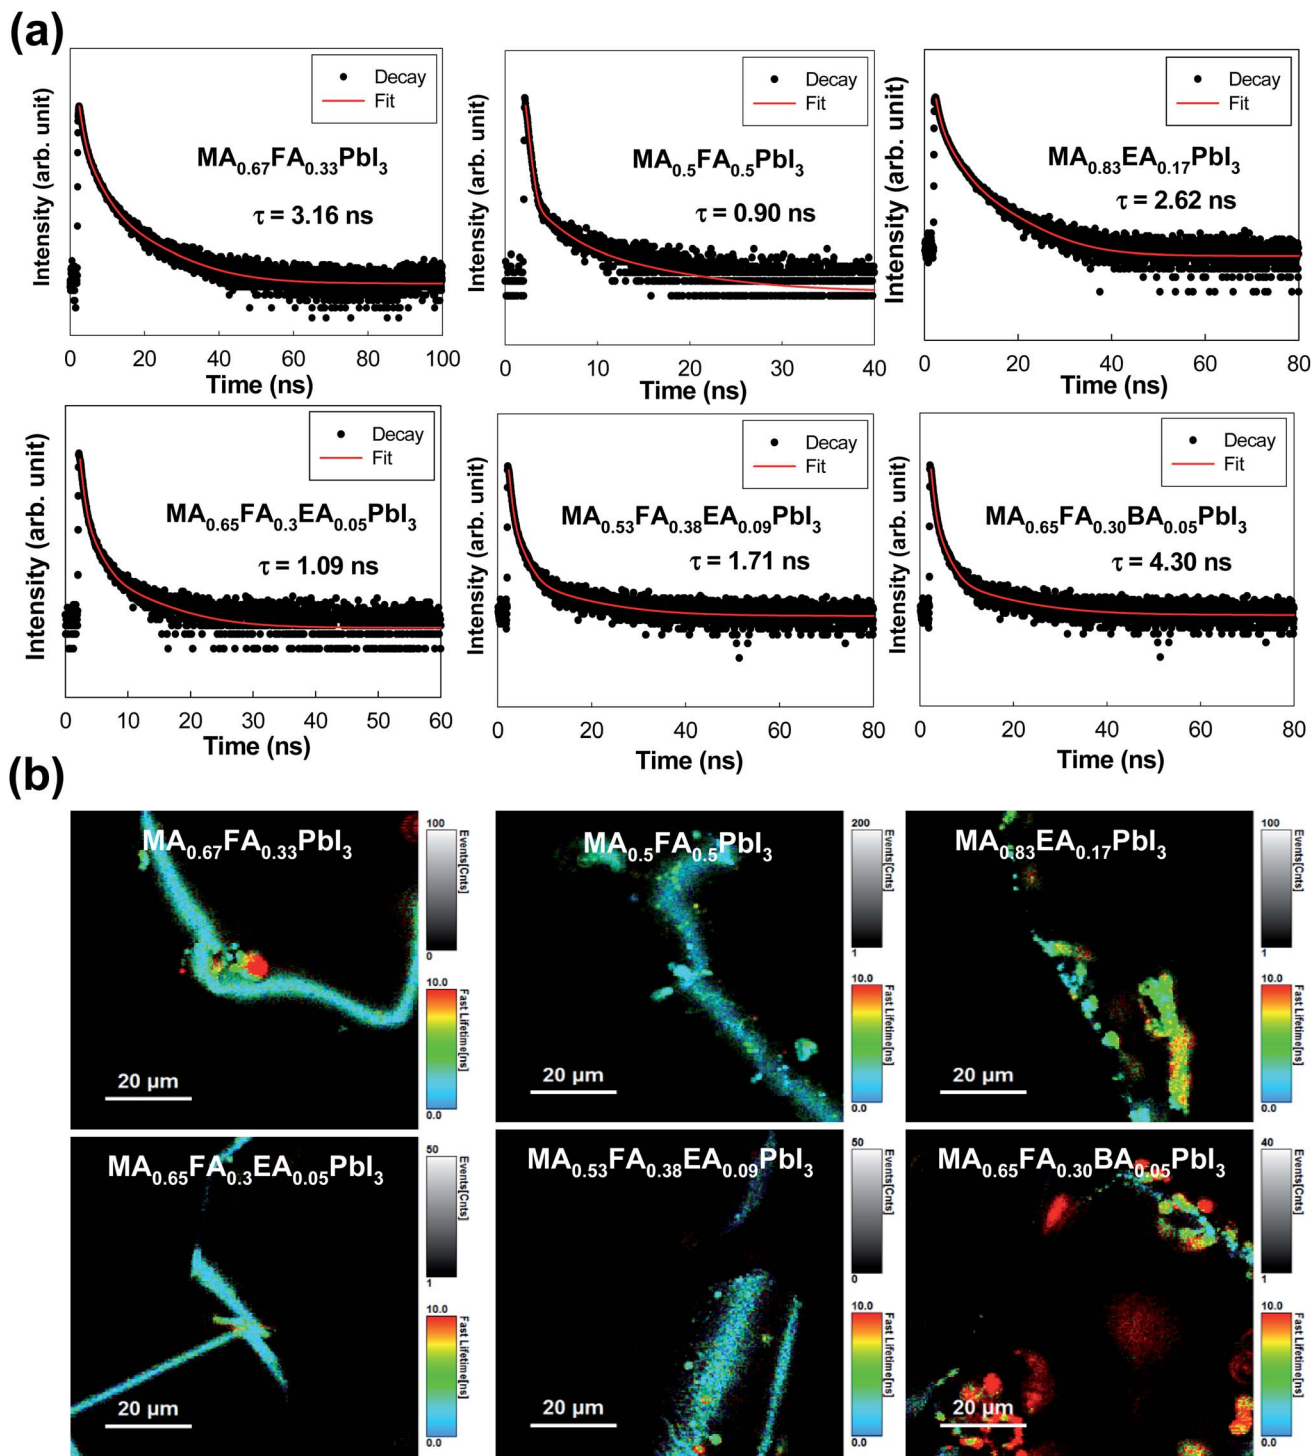 (a)
Decay
Fit
MA0.67FA0.33PbI3
τ = 3.16 ns
Intensity (arb. unit)
0 20 40 60 80 100
Time (ns)
Decay
Fit
MA0.5FA0.5PbI3
τ = 0.90 ns
Intensity (arb. unit)
0 10 20 30 40
Time (ns)
Decay
Fit
MA0.83EA0.17PbI3
τ = 2.62 ns
Intensity (arb. unit)
0 20 40 60 80
Time (ns)
Decay
Fit
MA0.65FA0.3EA0.05PbI3
τ = 1.09 ns
Intensity (arb. unit)
0 10 20 30 40 50 60
Time (ns)
Decay
Fit
MA0.53FA0.38EA0.09PbI3
τ = 1.71 ns
Intensity (arb. unit)
0 20 40 60 80
Time (ns)
Decay
Fit
MA0.65FA0.30BA0.05PbI3
τ = 4.30 ns
Intensity (arb. unit)
0 20 40 60 80
Time (ns)
(b)
MA0.67FA0.33PbI3
20 μm
100
Events[Cnts]
0
10.0
Fast Lifetime[ns]
0.0
MA0.5FA0.5PbI3
20 μm
200
Events[Cnts]
1
10.0
Fast Lifetime[ns]
0.0
MA0.83EA0.17PbI3
20 μm
100
Events[Cnts]
1
10.0
Fast Lifetime[ns]
0.0
MA0.65FA0.3EA0.05PbI3
20 μm
50
Events[Cnts]
1
10.0
Fast Lifetime[ns]
0.0
MA0.53FA0.38EA0.09PbI3
20 μm
50
Events[Cnts]
0
10.0
Fast Lifetime[ns]
0.0
MA0.65FA0.30BA0.05PbI3
20 μm
40
Events[Cnts]
1
10.0
Fast Lifetime[ns]
0.0